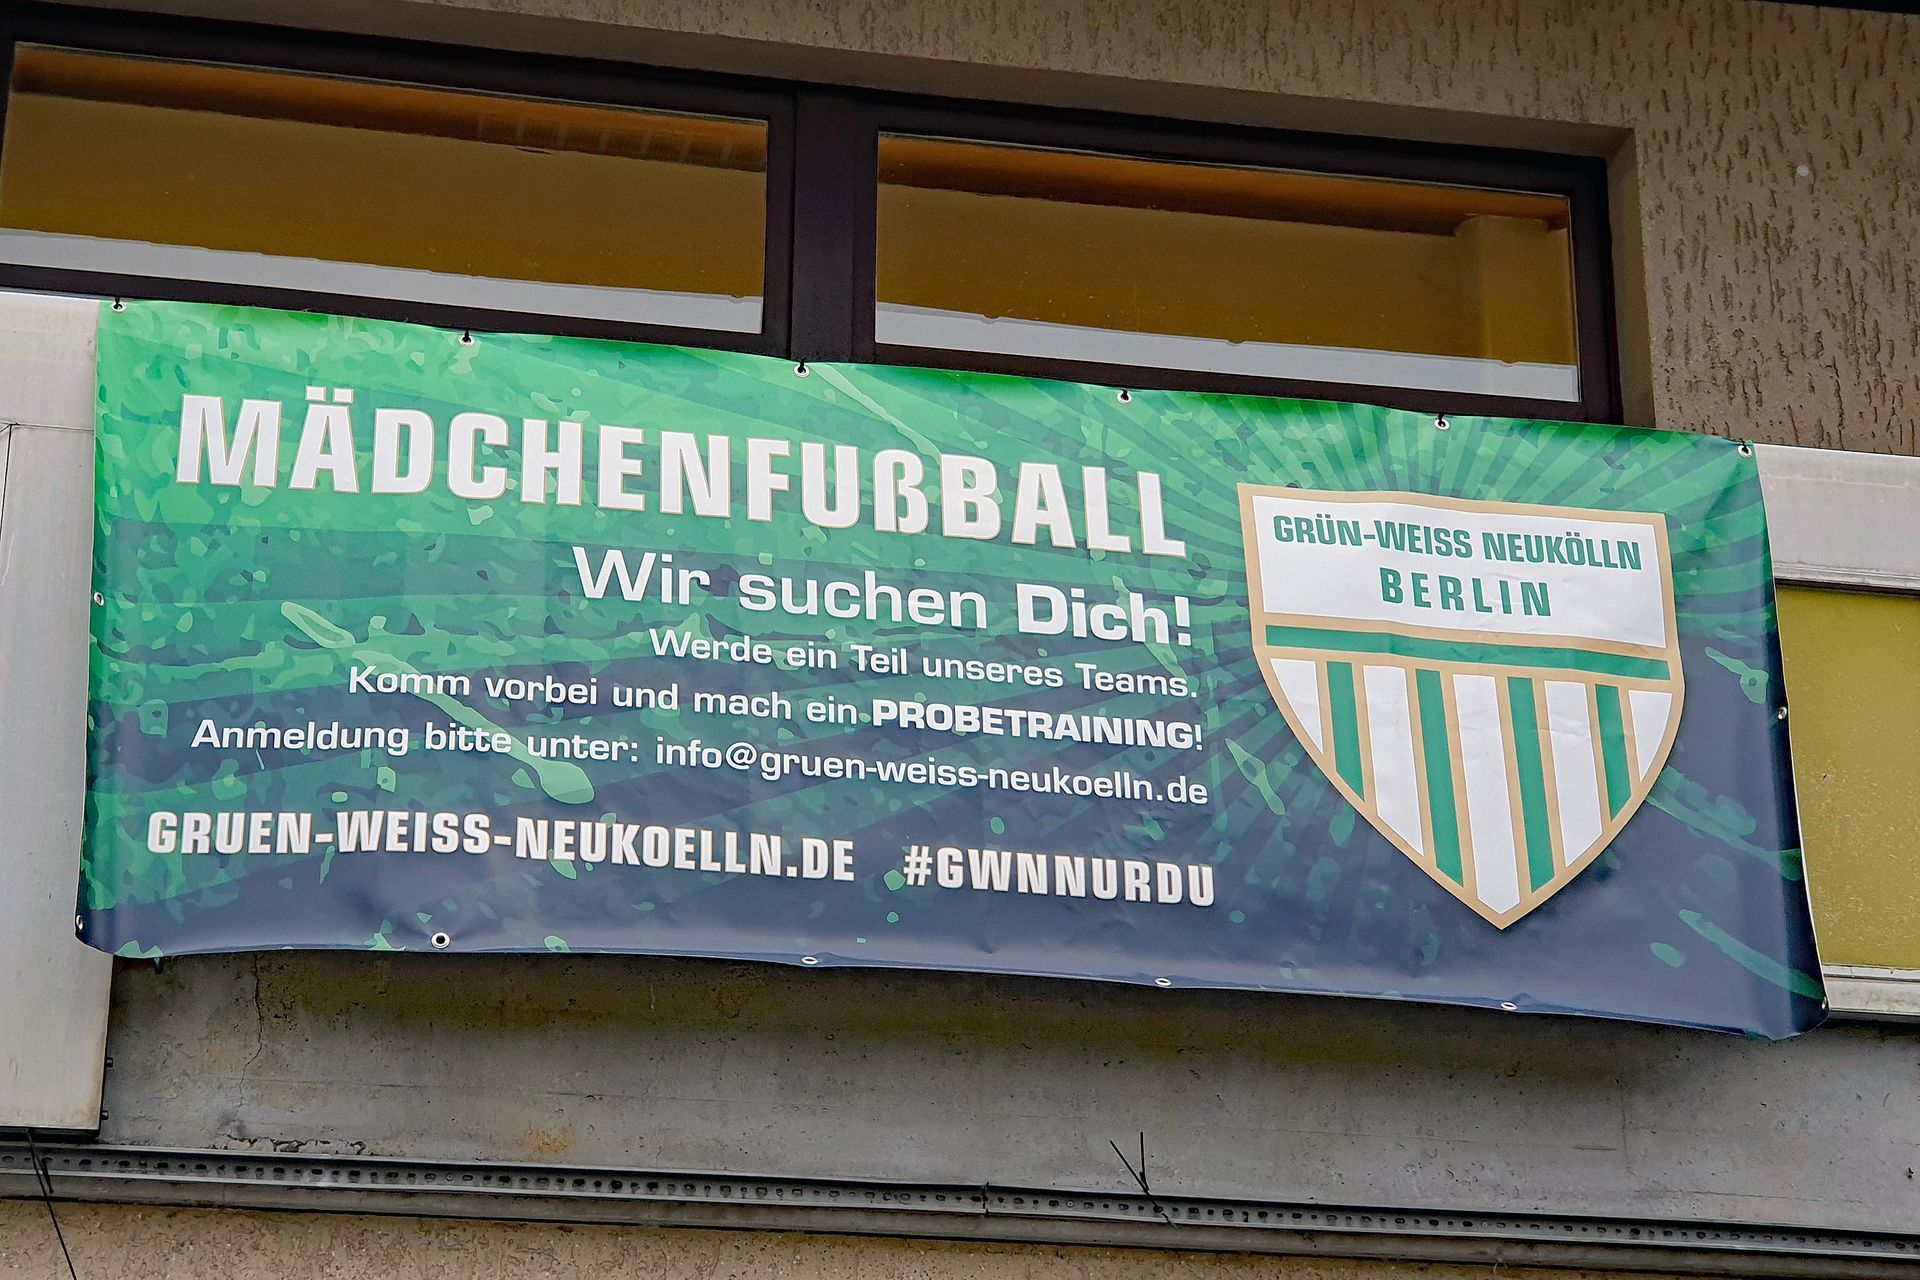 MÄDCHENFUßBALL
Wir suchen Dich!
Werde ein Teil unseres Teams.
Komm vorbei und mach ein PROBETRAINING!
Anmeldung bitte unter: info@gruen-weiss-neukoelln.de
GRUEN-WEISS-NEUKOELLN.DE #GWNNURDU
GRÜN-WEISS NEUKÖLLN
BERLIN